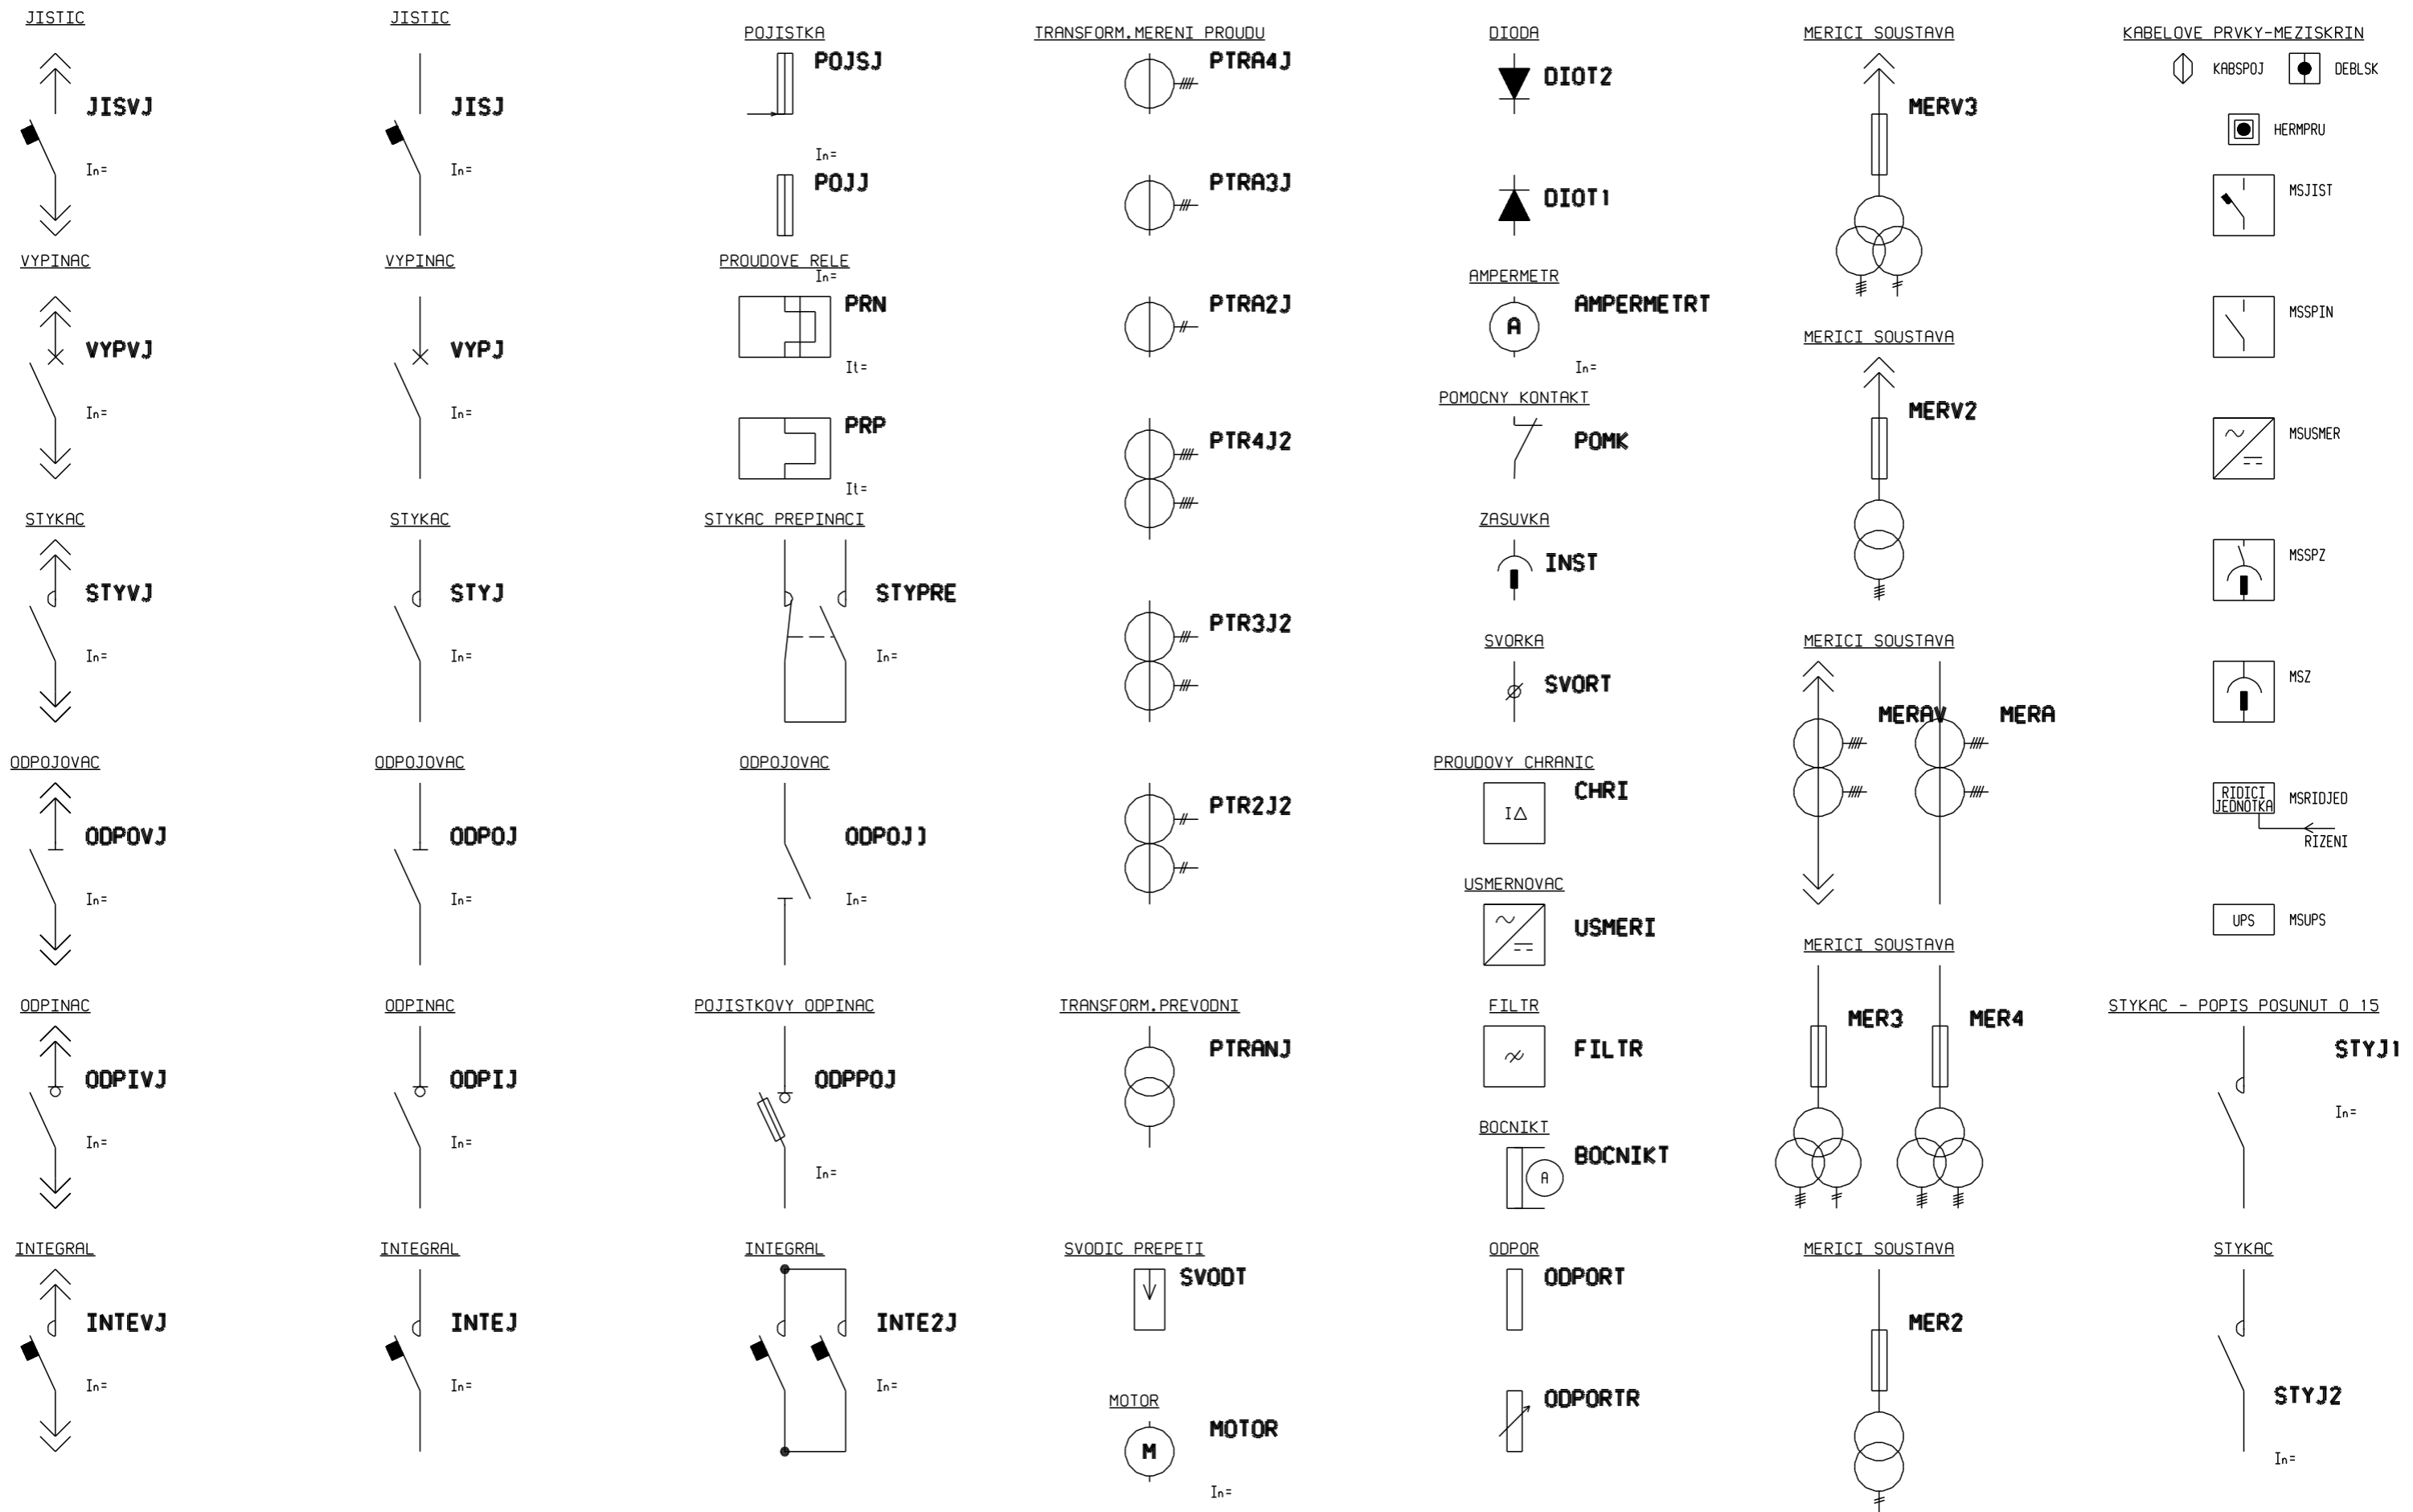 JISTIC
JISVJ
In=
VYPINAC
VYPVJ
In=
STYKAC
STYVJ
In=
ODPOJOVAC
ODPOVJ
In=
ODPINAC
ODPIVJ
In=
INTEGRAL
INTEVJ
In=
JISTIC
JISJ
In=
VYPINAC
VYPJ
In=
STYKAC
STYJ
In=
ODPOJOVAC
ODPOJ
In=
ODPINAC
ODPIJ
In=
INTEGRAL
INTEJ
In=
POJISTKA
POJSJ
In=
POJJ
PROUDOVE RELE
In=
PRN
It=
PRP
It=
STYKAC PREPINACI
STYPRE
In=
ODPOJOVAC
ODPOJ1
In=
POJISTKOVY ODPINAC
ODPPOJ
In=
INTEGRAL
INTE2J
In=
TRANSFORM.MERENI PROUDU
PTRA4J
PTRA3J
PTRA2J
PTR4J2
PTR3J2
PTR2J2
TRANSFORM.PREVODNI
PTRANJ
SVODIC PREPETI
SVODT
MOTOR
MOTOR
M
In=
DIODA
DIOT2
DIOT1
AMPERMETR
AMPERMETRT
A
In=
POMOCNY KONTAKT
POMK
ZASUVKA
INST
SVORKA
SVORT
PROUDOVY CHRANIC
CHRI
I∆
USMERNOVAC
USMERI
FILTR
FILTR
BOCNIKT
BOCNIKT
A
ODPOR
ODPORT
ODPORTR
MERICI SOUSTAVA
MERV3
MERICI SOUSTAVA
MERV2
MERICI SOUSTAVA
MERAV
MERA
MERICI SOUSTAVA
MER3
MER4
MERICI SOUSTAVA
MER2
KABELOVE PRVKY-MEZISKRIN
KABSPOJ
DEBLSK
HERMPRU
MSJIST
MSSPIN
MSUSMER
MSSPZ
MSZ
RIDICI
JEDNOTKA
MSRIDJED
RIZENI
UPS
MSUPS
STYKAC - POPIS POSUNUT O 15
STYJ1
In=
STYKAC
STYJ2
In=